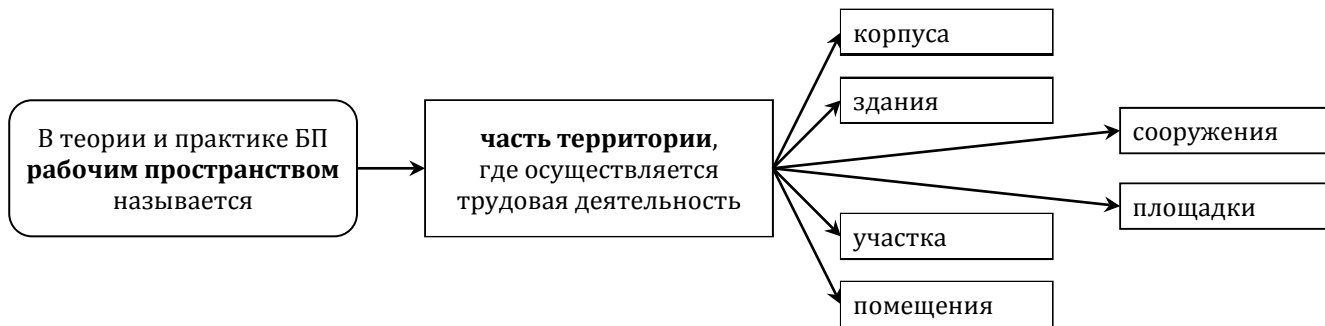 В теории и практике БП
рабочим пространством
называется
часть территории,
где осуществляется
трудовая деятельность
корпуса
здания
сооружения
площадки
участка
помещения